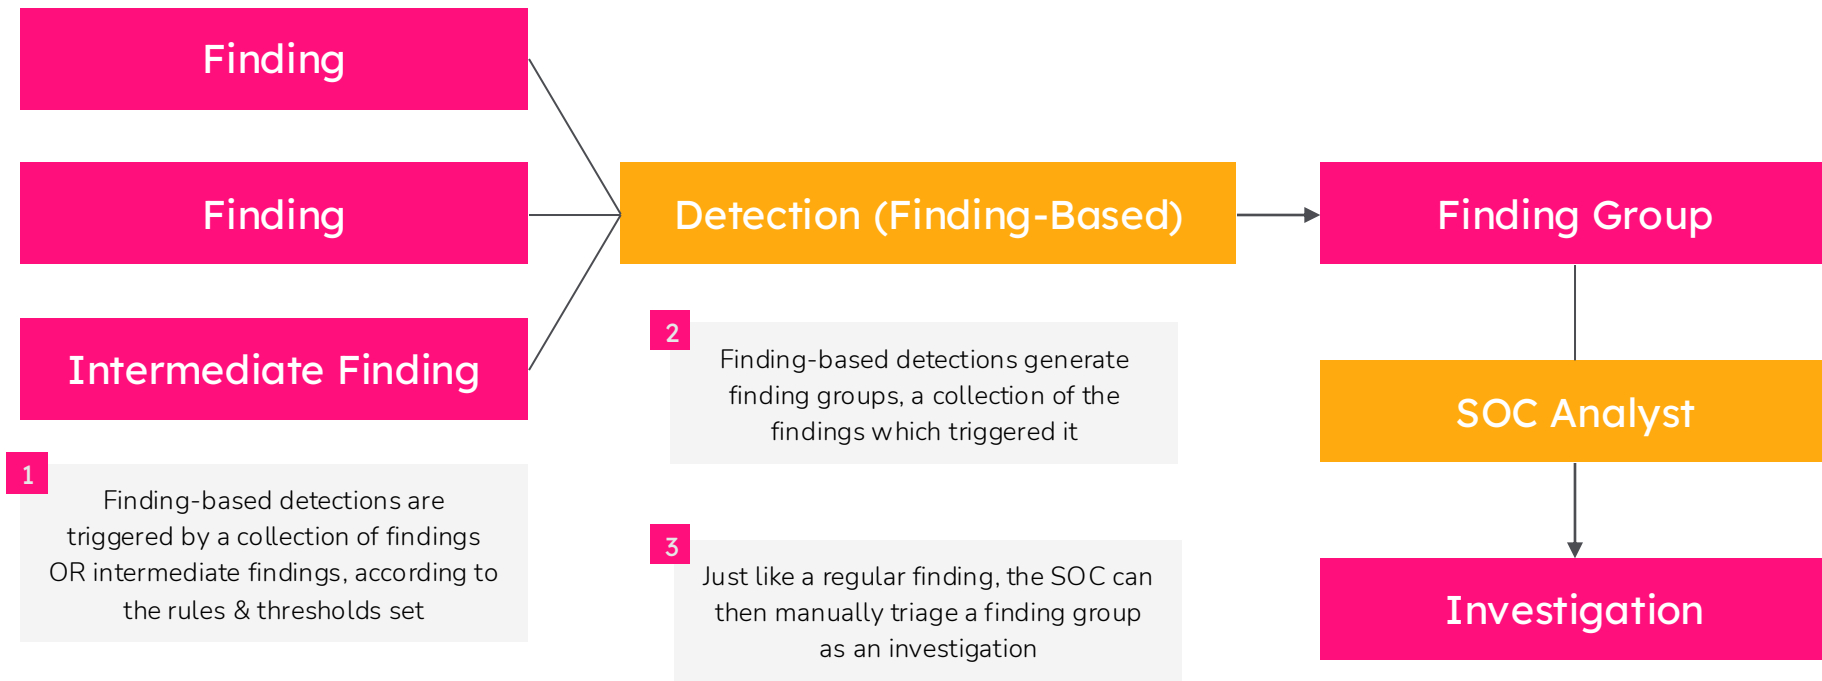 Finding
Finding
Detection (Finding-Based)
Finding Group
Intermediate Finding
SOC Analyst
Investigation
1
Finding-based detections are
triggered by a collection of findings
OR intermediate findings, according to
the rules & thresholds set
2
Finding-based detections generate
finding groups, a collection of the
findings which triggered it
3
Just like a regular finding, the SOC can
then manually triage a finding group
as an investigation